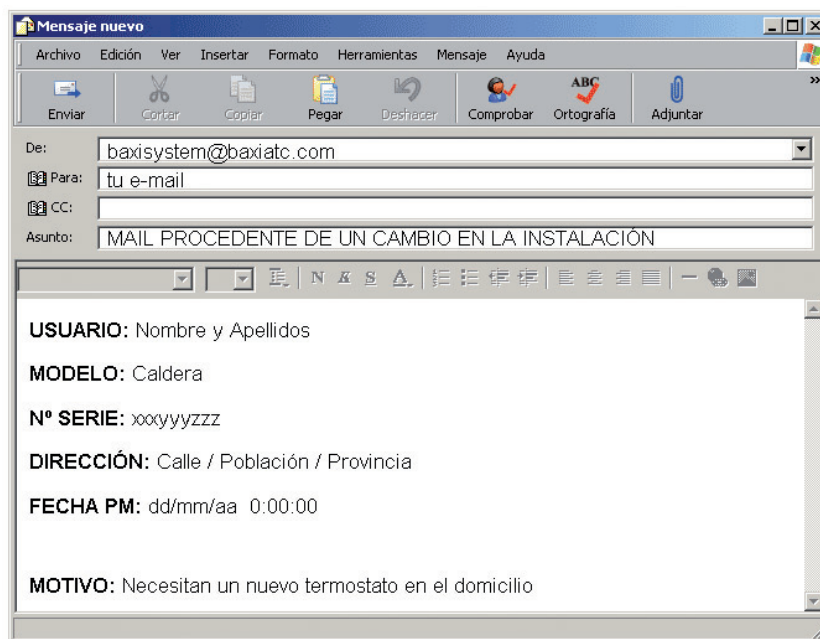 Mensaje nuevo
Archivo Edición Ver Insertar Formato Herramientas Mensaje Ayuda
ABC
Enviar Cortar Copiar Pegar Deshacer Comprobar Ortografía Adjuntar
De: baxisystem@baxiatc.com
Para: tu e-mail
CC:
Asunto: MAIL PROCEDENTE DE UN CAMBIO EN LA INSTALACIÓN
N K S A
USUARIO: Nombre y Apellidos
MODELO: Caldera
Nº SERIE: xxxyyyzzz
DIRECCIÓN: Calle / Población / Provincia
FECHA PM: dd/mm/aa 0:00:00
MOTIVO: Necesitan un nuevo termostato en el domicilio